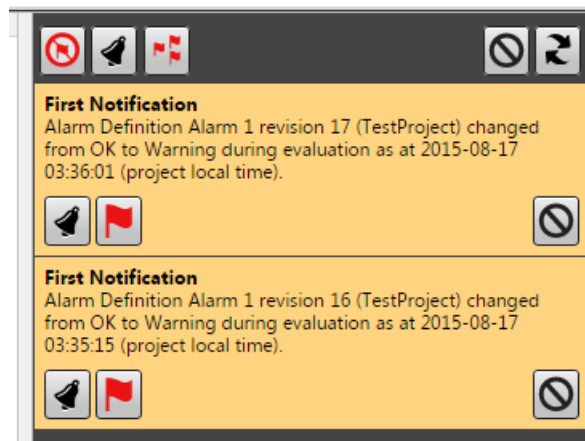 First Notification
Alarm Definition Alarm 1 revision 17 (TestProject) changed
from OK to Warning during evaluation as at 2015-08-17
03:36:01 (project local time).
First Notification
Alarm Definition Alarm 1 revision 16 (TestProject) changed
from OK to Warning during evaluation as at 2015-08-17
03:35:15 (project local time).